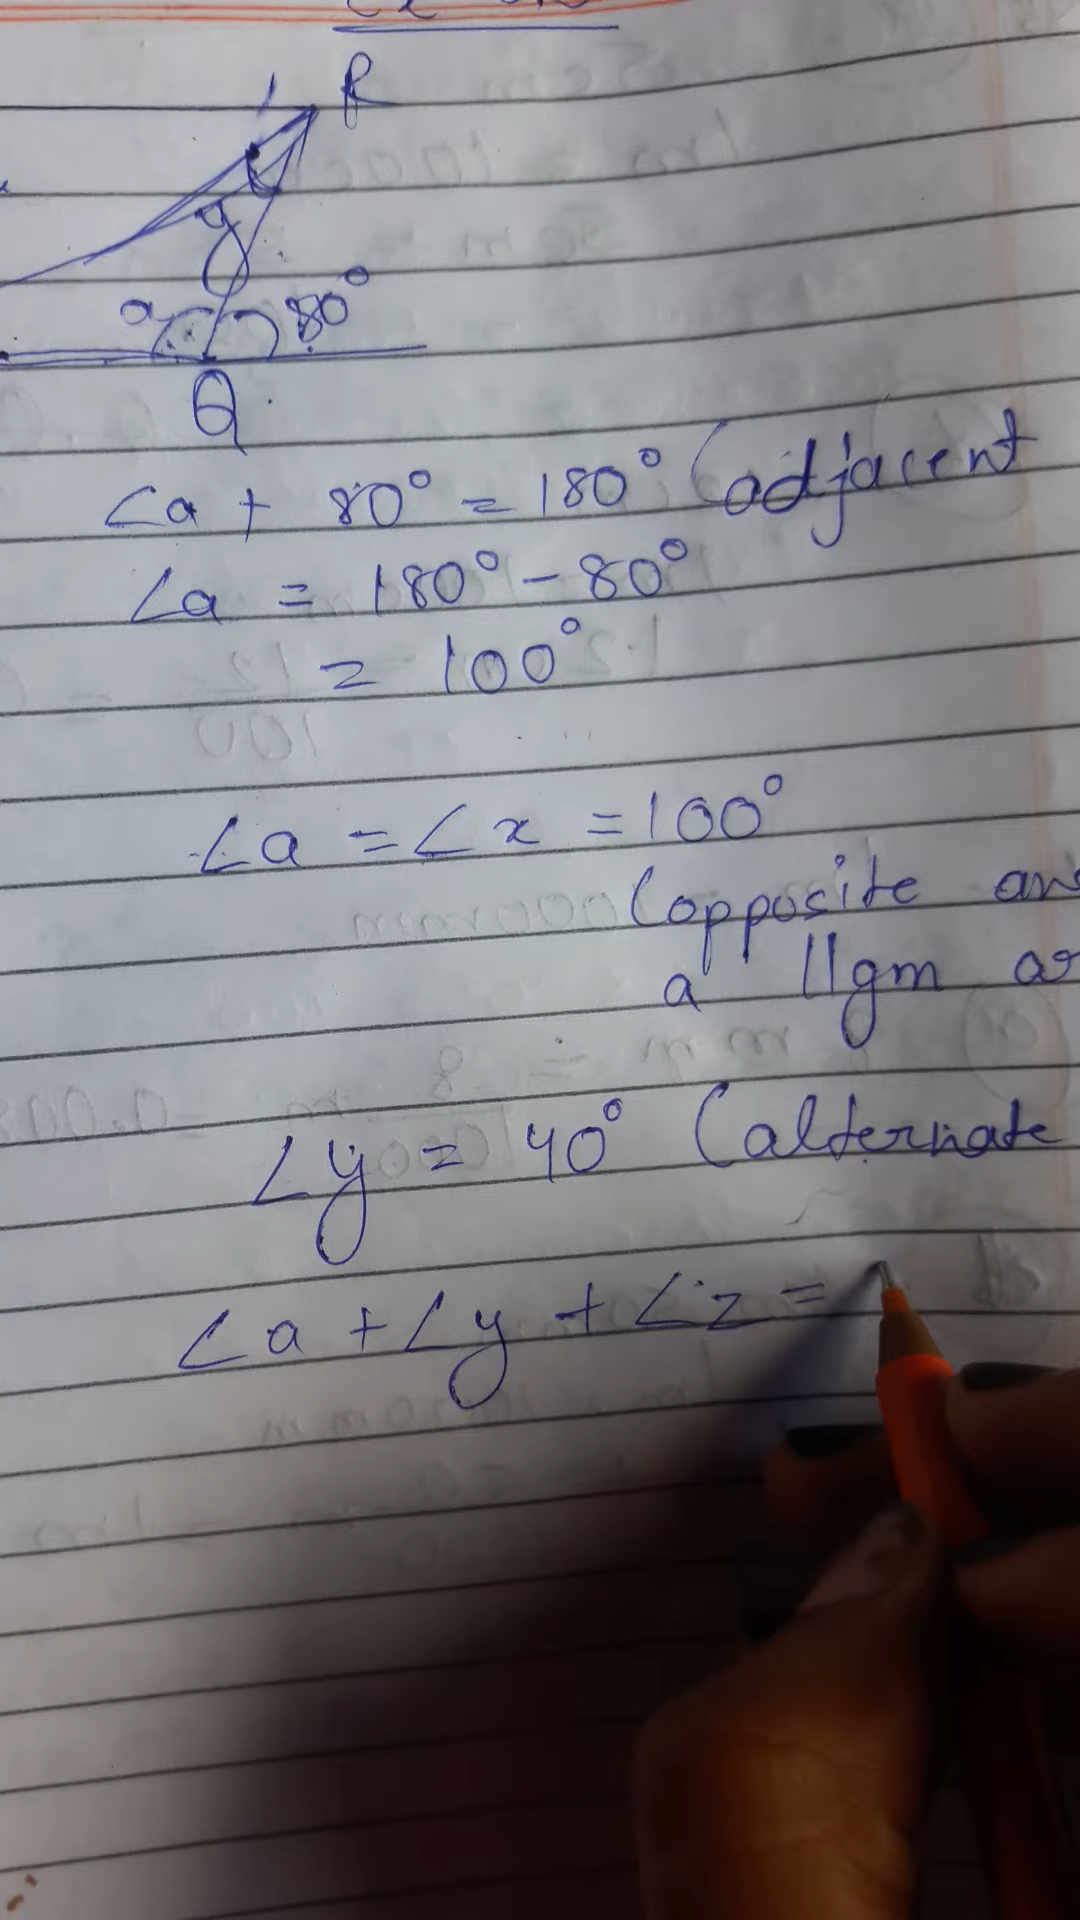 R
y
a 80°
Q
∠a + 80° = 180° (adjacent
∠a = 180° - 80°
= 100°
∠a = ∠x = 100°
(opposite an
a ||gm ar
∠y = 40° (alternate
∠a + ∠y + ∠z =